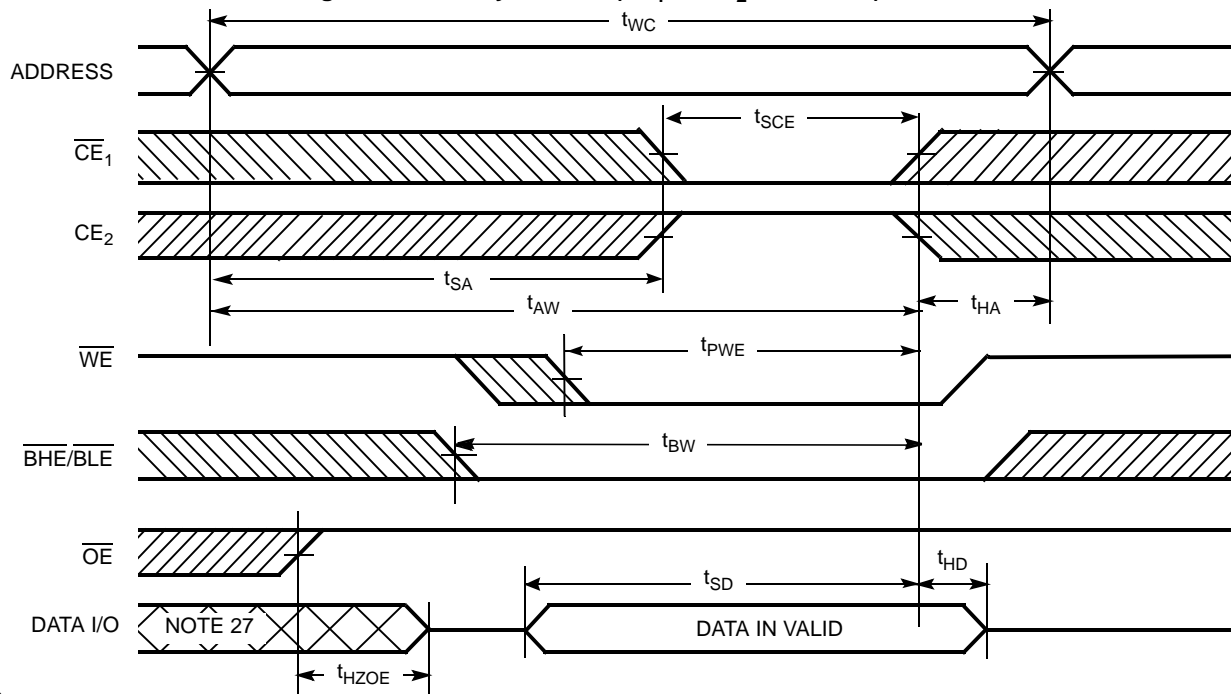 tWC
ADDRESS
tSCE
CE1
CE2
tSA
tAW
tHA
WE
tPWE
BHE/BLE
tBW
OE
tHD
tSD
DATA I/O
NOTE 27
DATA IN VALID
tHZOE